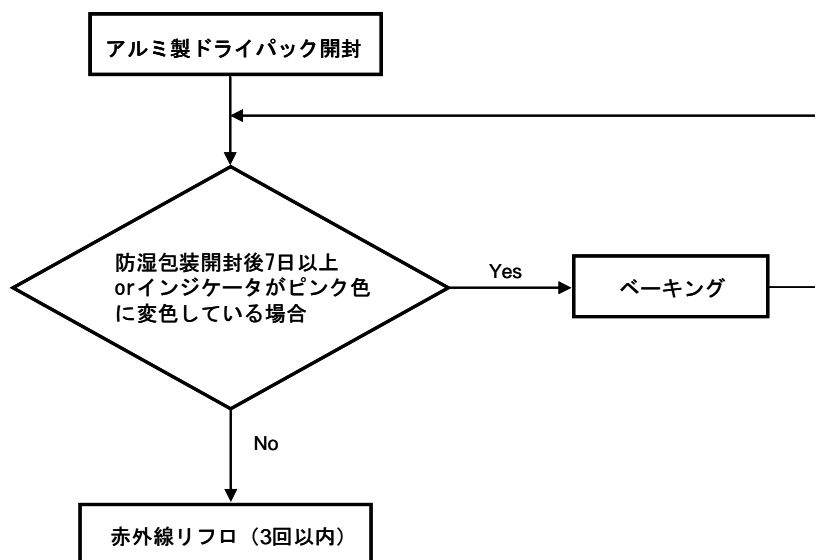 アルミ製ドライパック開封
防湿包装開封後7日以上
orインジケータがピンク色
に変色している場合
Yes
ベーキング
No
赤外線リフロ（3回以内）